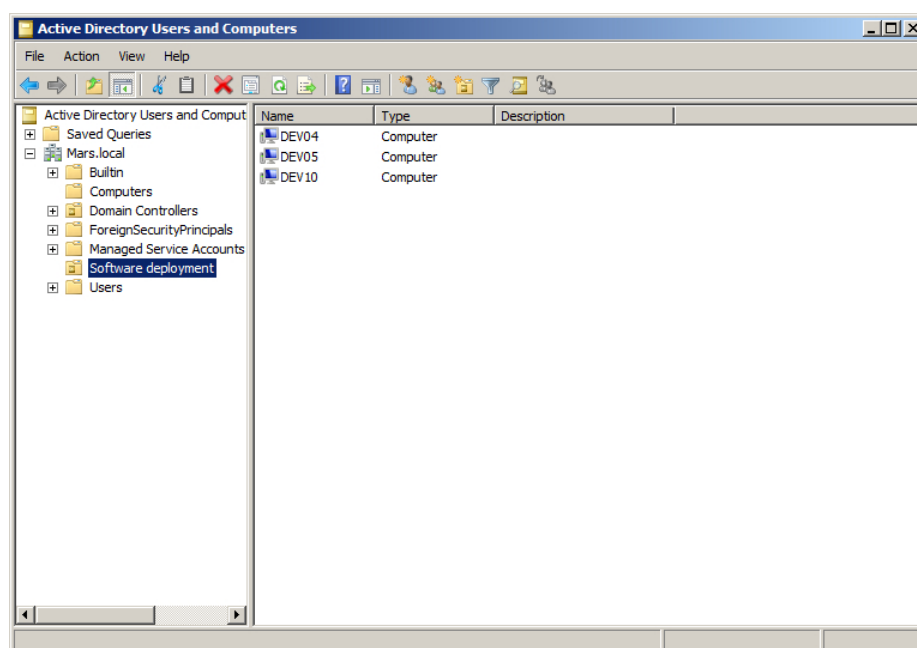 Active Directory Users and Computers
File Action View Help
Active Directory Users and Comput
Saved Queries
Mars.local
Builtin
Computers
Domain Controllers
ForeignSecurityPrincipals
Managed Service Accounts
Software deployment
Users
Name Type Description
DEV04 Computer
DEV05 Computer
DEV10 Computer